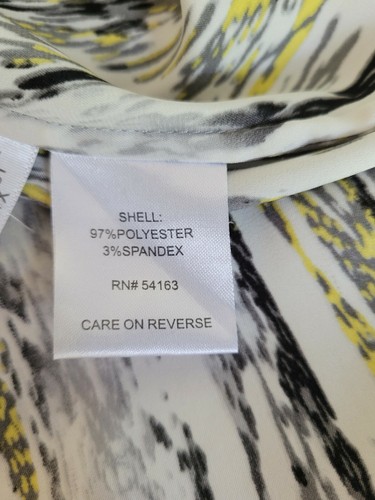 SHELL:
97%POLYESTER
3%SPANDEX
RN# 54163
CARE ON REVERSE